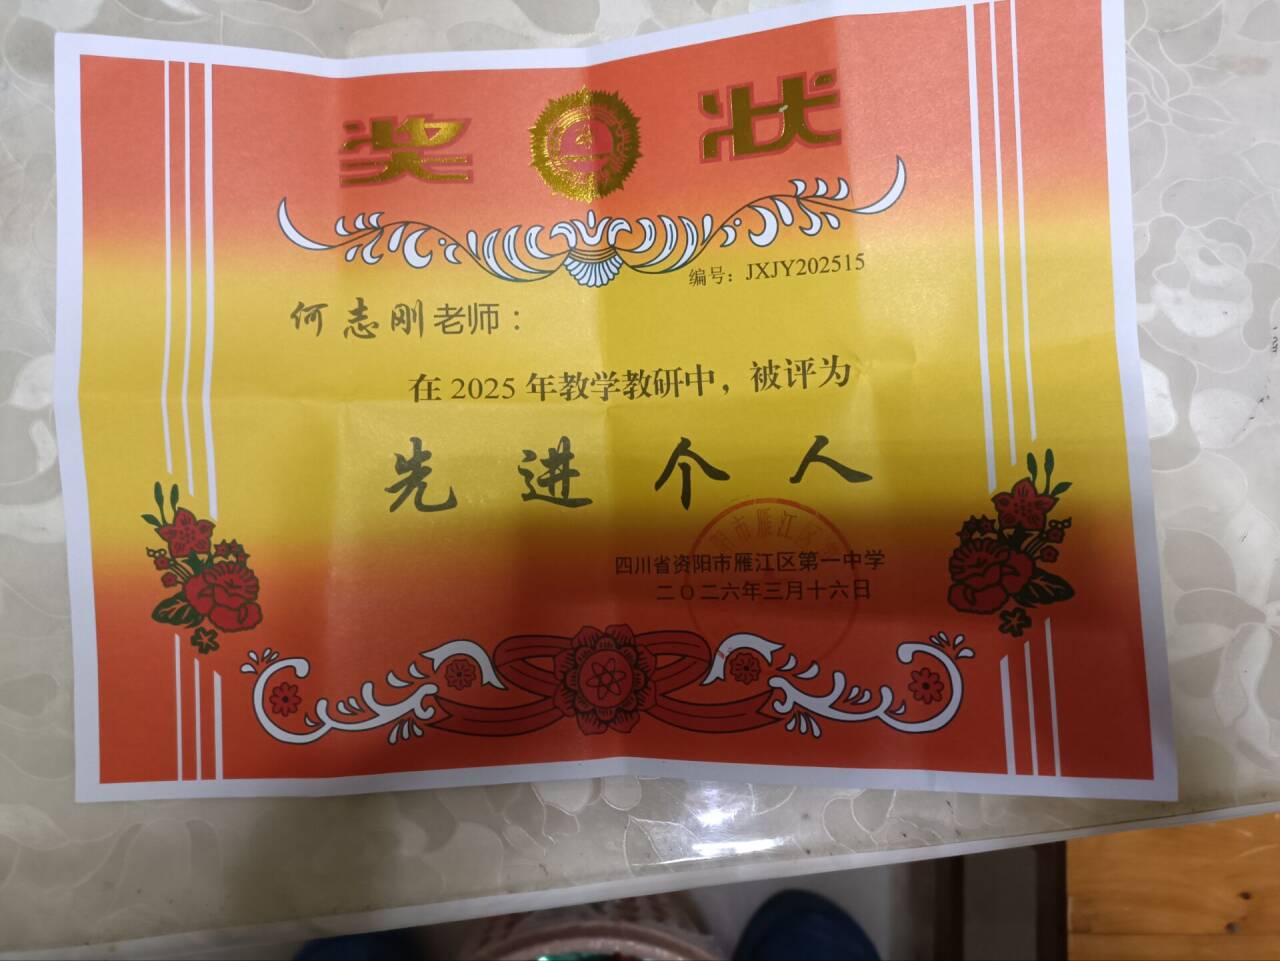 奖状
编号：JXJY202515
何志刚老师：
在2025年教学教研中，被评为
先进个人
四川省资阳市雁江区第一中学
二〇二六年三月十六日